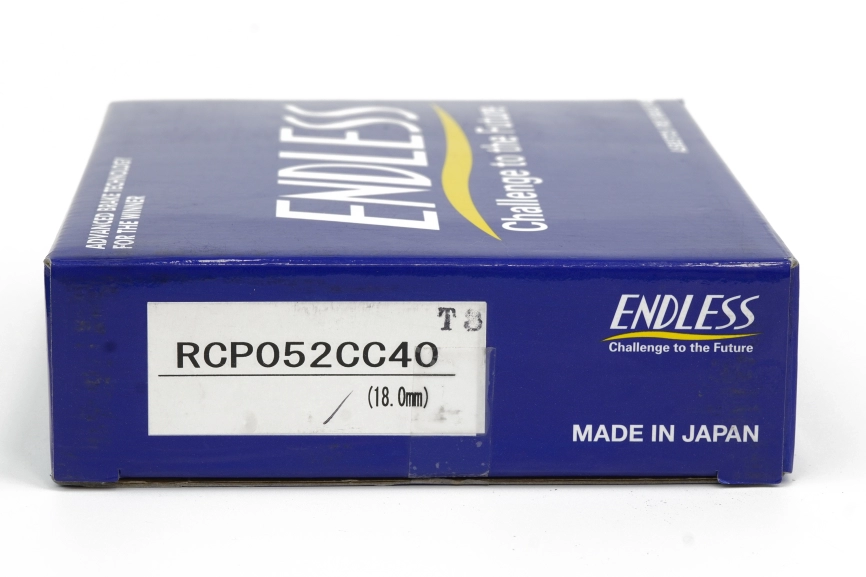 ADVANCED BRAKE TECHNOLOGY
FOR THE WINNER
ENDLESS
Challenge to the Future
T8
RCP052CC40
(18.0mm)
ENDLESS
Challenge to the Future
MADE IN JAPAN